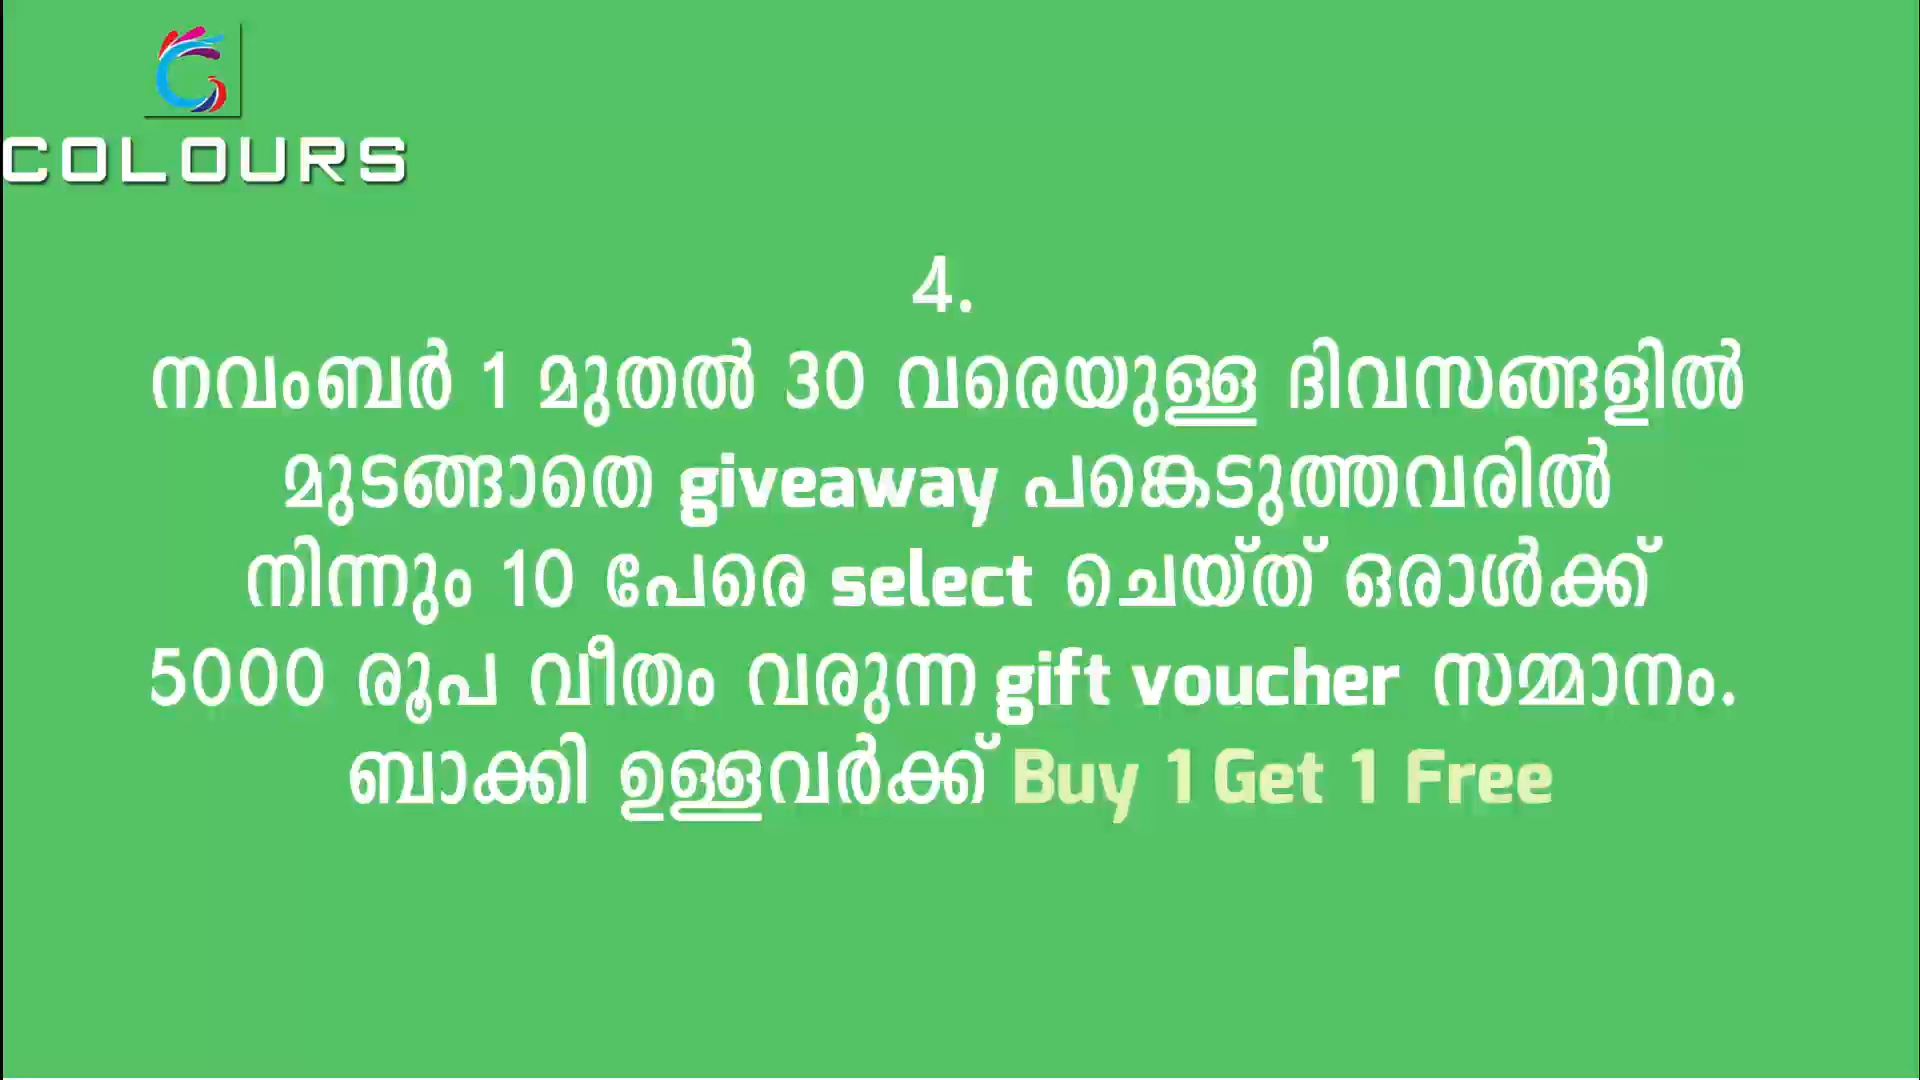 COLOURS
4.
നവംബർ 1 മുതൽ 30 വരെയുള്ള ദിവസങ്ങളിൽ
മുടങ്ങാതെ giveaway പങ്കെടുത്തവരിൽ
നിന്നും 10 പേരെ select ചെയ്ത് ഒരാൾക്ക്
5000 രൂപ വീതം വരുന്ന gift voucher സമ്മാനം.
ബാക്കി ഉള്ളവർക്ക് Buy 1 Get 1 Free